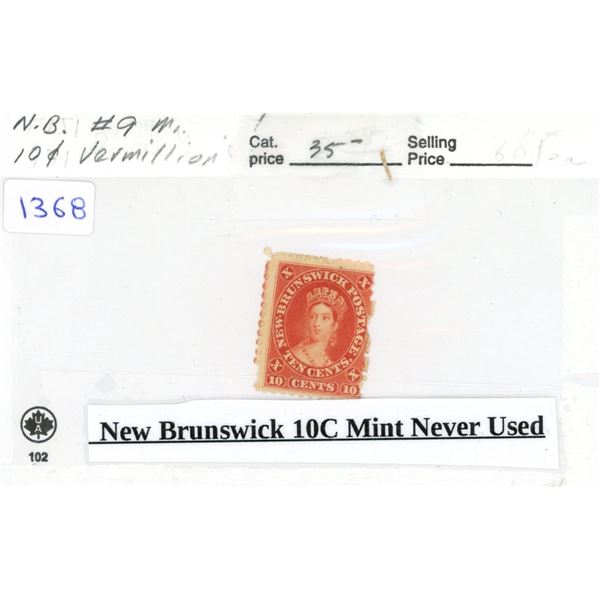 N.B. #9 m.
10¢ Vermillion
Cat. price 35-
Selling Price
1368
X X
NEW-BRUNSWICK POSTAGE.
TEN CENTS.
X X
10 CENTS 10
UA
102
New Brunswick 10C Mint Never Used